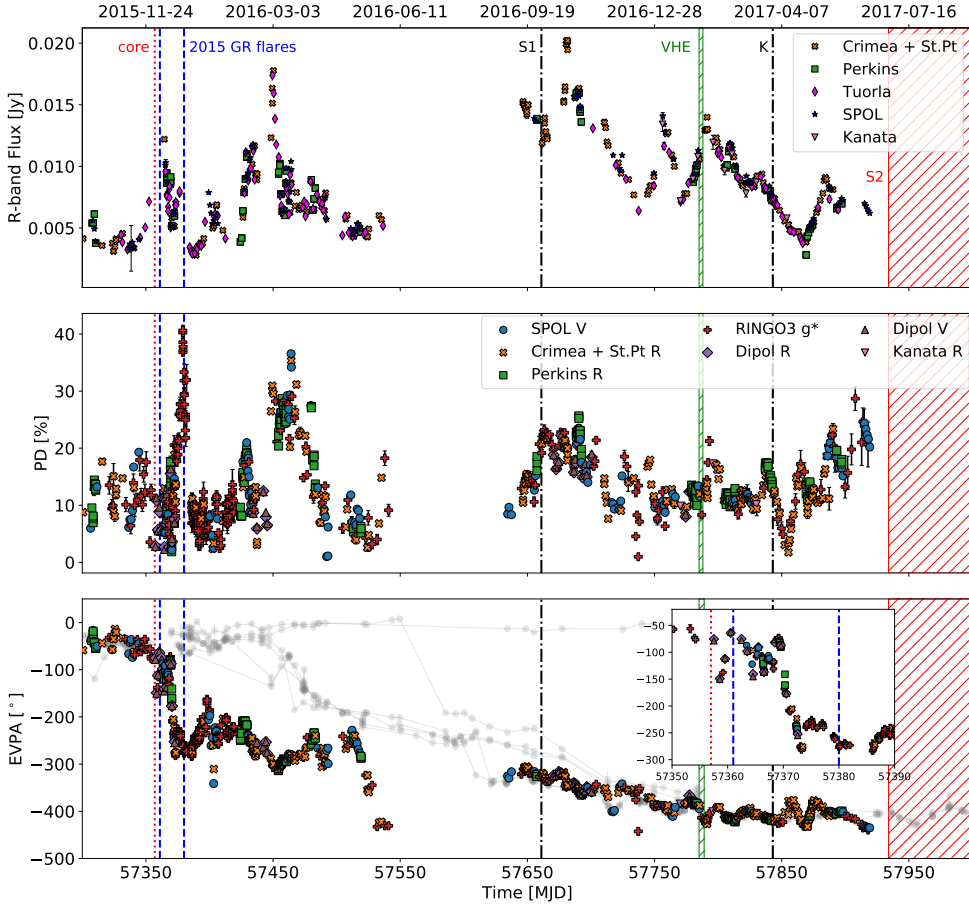 2015-11-24 2016-03-03 2016-06-11 2016-09-19 2016-12-28 2017-04-07 2017-07-16
core 2015 GR flares S1 VHE K
Crimea + St.Pt
Perkins
Tuorla
SPOL
Kanata
S2
R-band Flux [Jy]
0.020
0.015
0.010
0.005
SPOL V RINGO3 g* Dipol V
Crimea + St.Pt R Dipol R Kanata R
Perkins R
PD [%]
40
30
20
10
0
EVPA [°]
0
−100
−200
−300
−400
−500
−50
−100
−150
−200
−250
−300
57350 57360 57370 57380 57390
57350 57450 57550 57650 57750 57850 57950
Time [MJD]